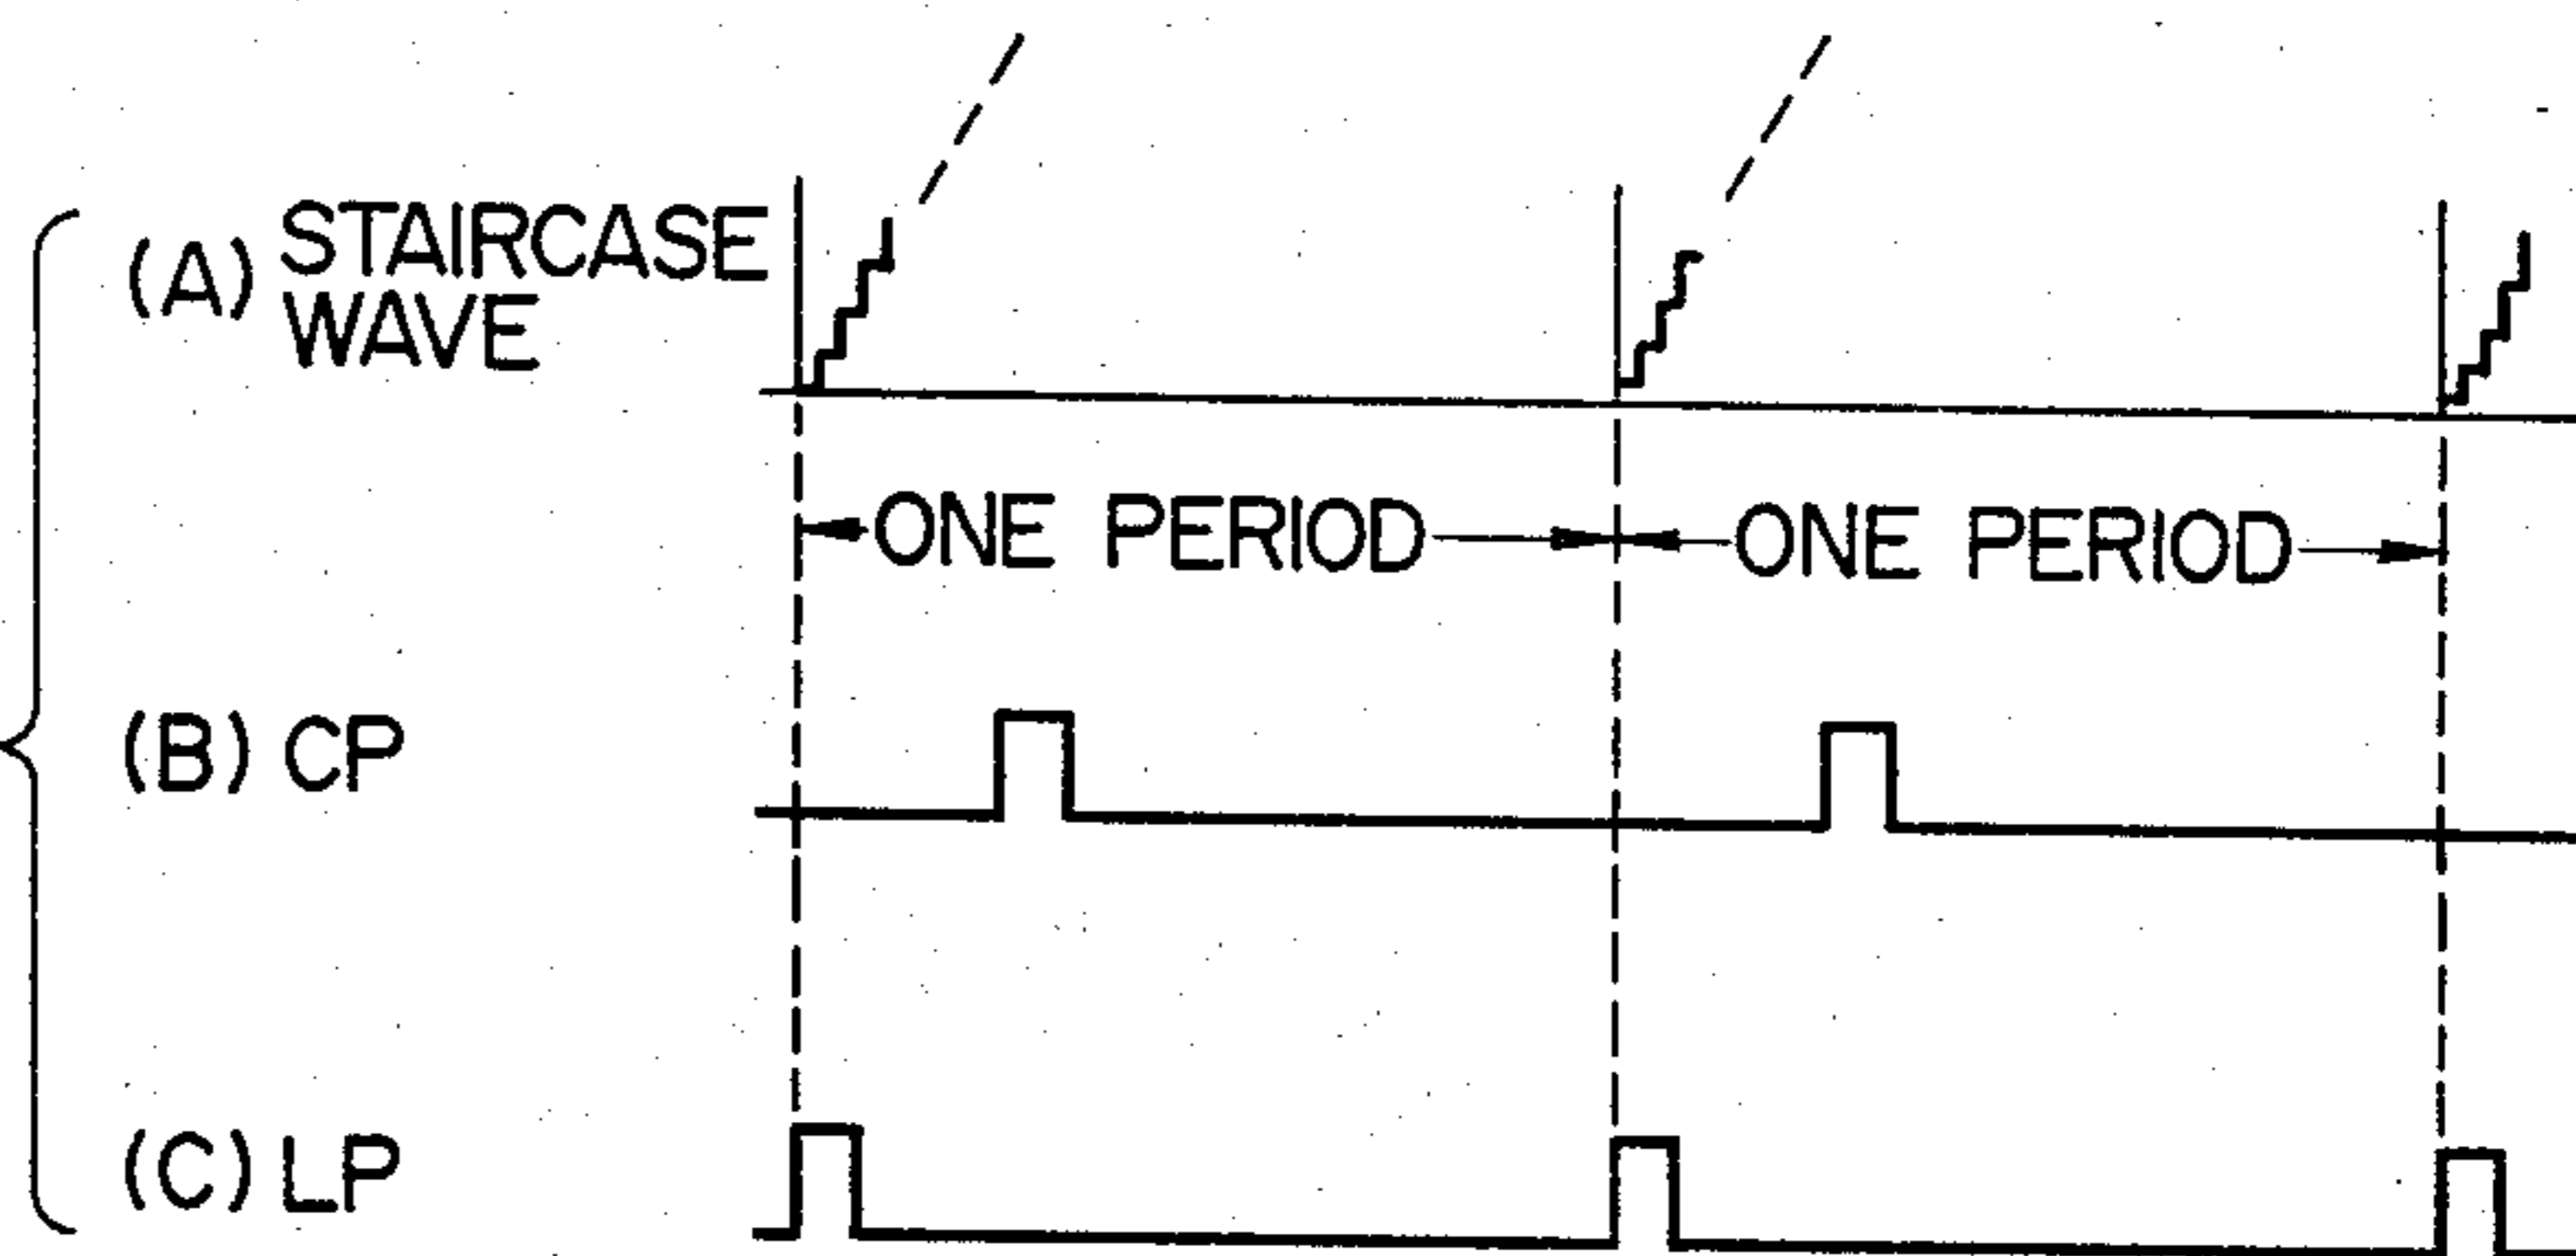 (A) STAIRCASE
WAVE
ONE PERIOD ONE PERIOD
(B) CP
(C) LP